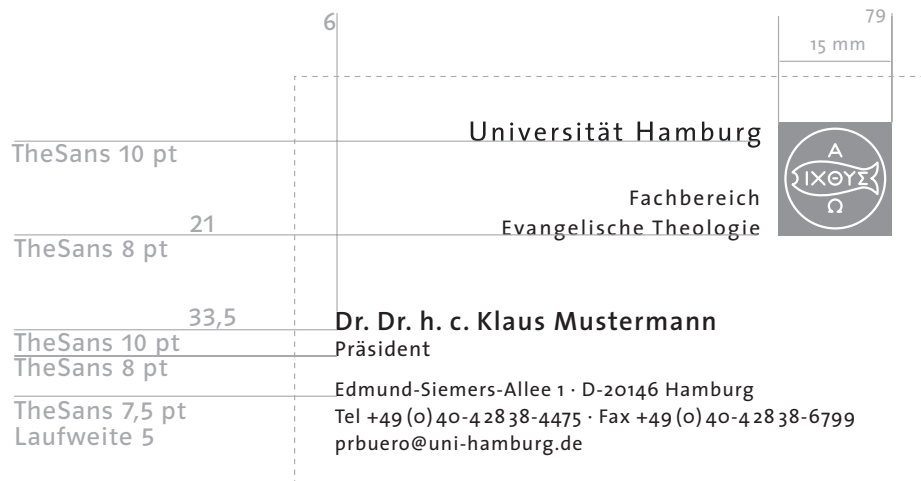 6
79
15 mm
Universität Hamburg
TheSans 10 pt
Α
ΙΧΘΥΣ
Ω
Fachbereich
21
Evangelische Theologie
TheSans 8 pt
33,5
Dr. Dr. h. c. Klaus Mustermann
TheSans 10 pt
Präsident
TheSans 8 pt
Edmund-Siemers-Allee 1 · D-20146 Hamburg
TheSans 7,5 pt
Tel +49 (0) 40-4 28 38-4475 · Fax +49 (0) 40-4 28 38-6799
Laufweite 5
prbuero@uni-hamburg.de